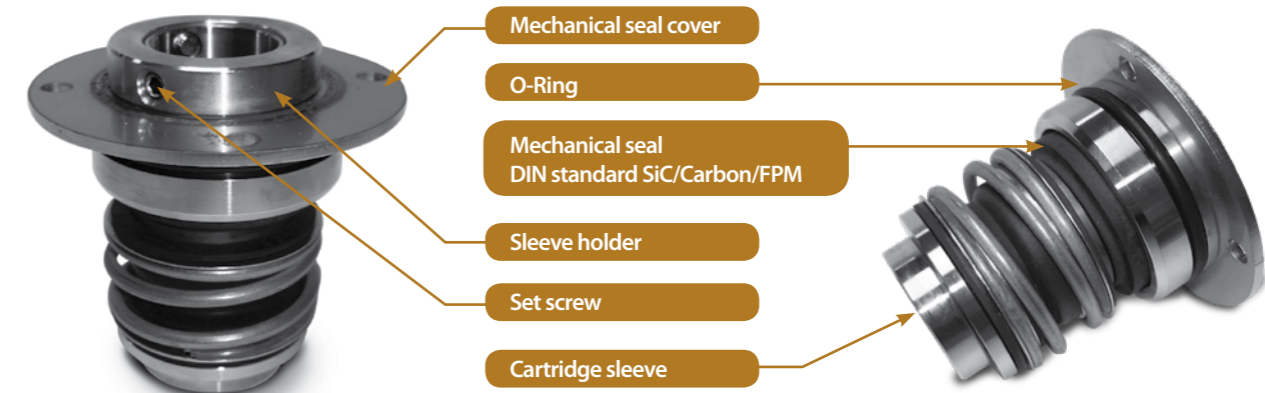 Mechanical seal cover
O-Ring
Mechanical seal
DIN standard SiC/Carbon/FPM
Sleeve holder
Set screw
Cartridge sleeve